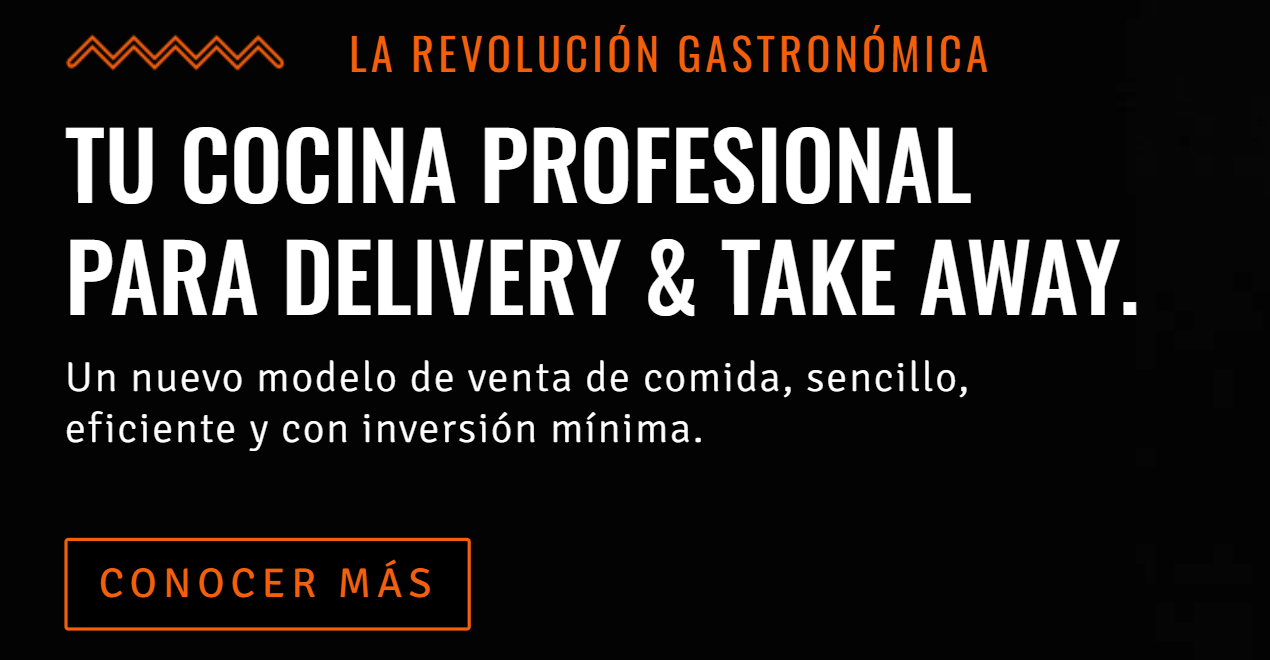 LA REVOLUCIÓN GASTRONÓMICA
TU COCINA PROFESIONAL
PARA DELIVERY & TAKE AWAY.
Un nuevo modelo de venta de comida, sencillo,
eficiente y con inversión mínima.
CONOCER MÁS